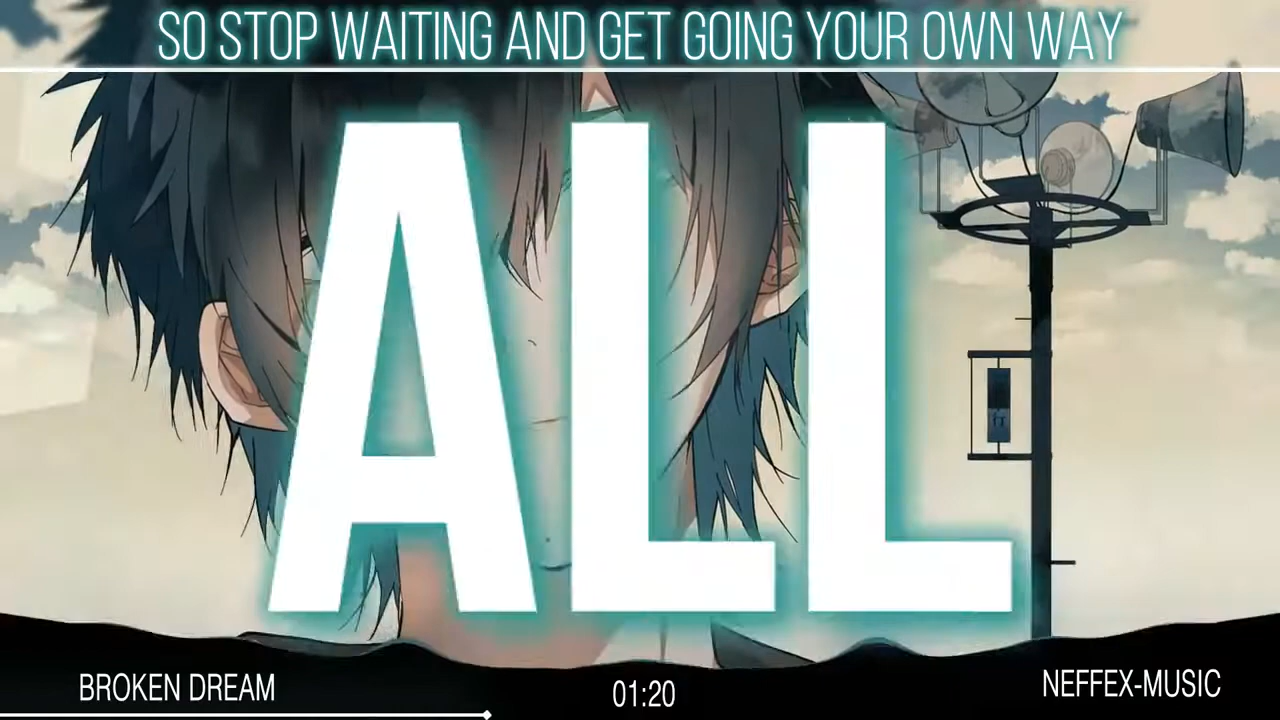 SO STOP WAITING AND GET GOING YOUR OWN WAY
ALL
BROKEN DREAM
01:20
NEFFEX-MUSIC